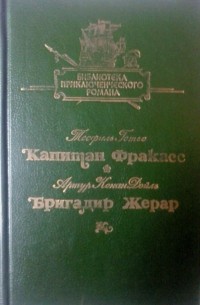 БИБЛИОТЕКА
ПРИКЛЮЧЕНЧЕСКОГО
РОМАНА
Теофиль Готье
Капитан Фракасс
Артур Конан Дойль
Бригадир Жерар